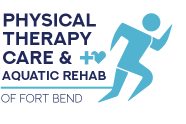 PHYSICAL
THERAPY
CARE &
AQUATIC REHAB
OF FORT BEND